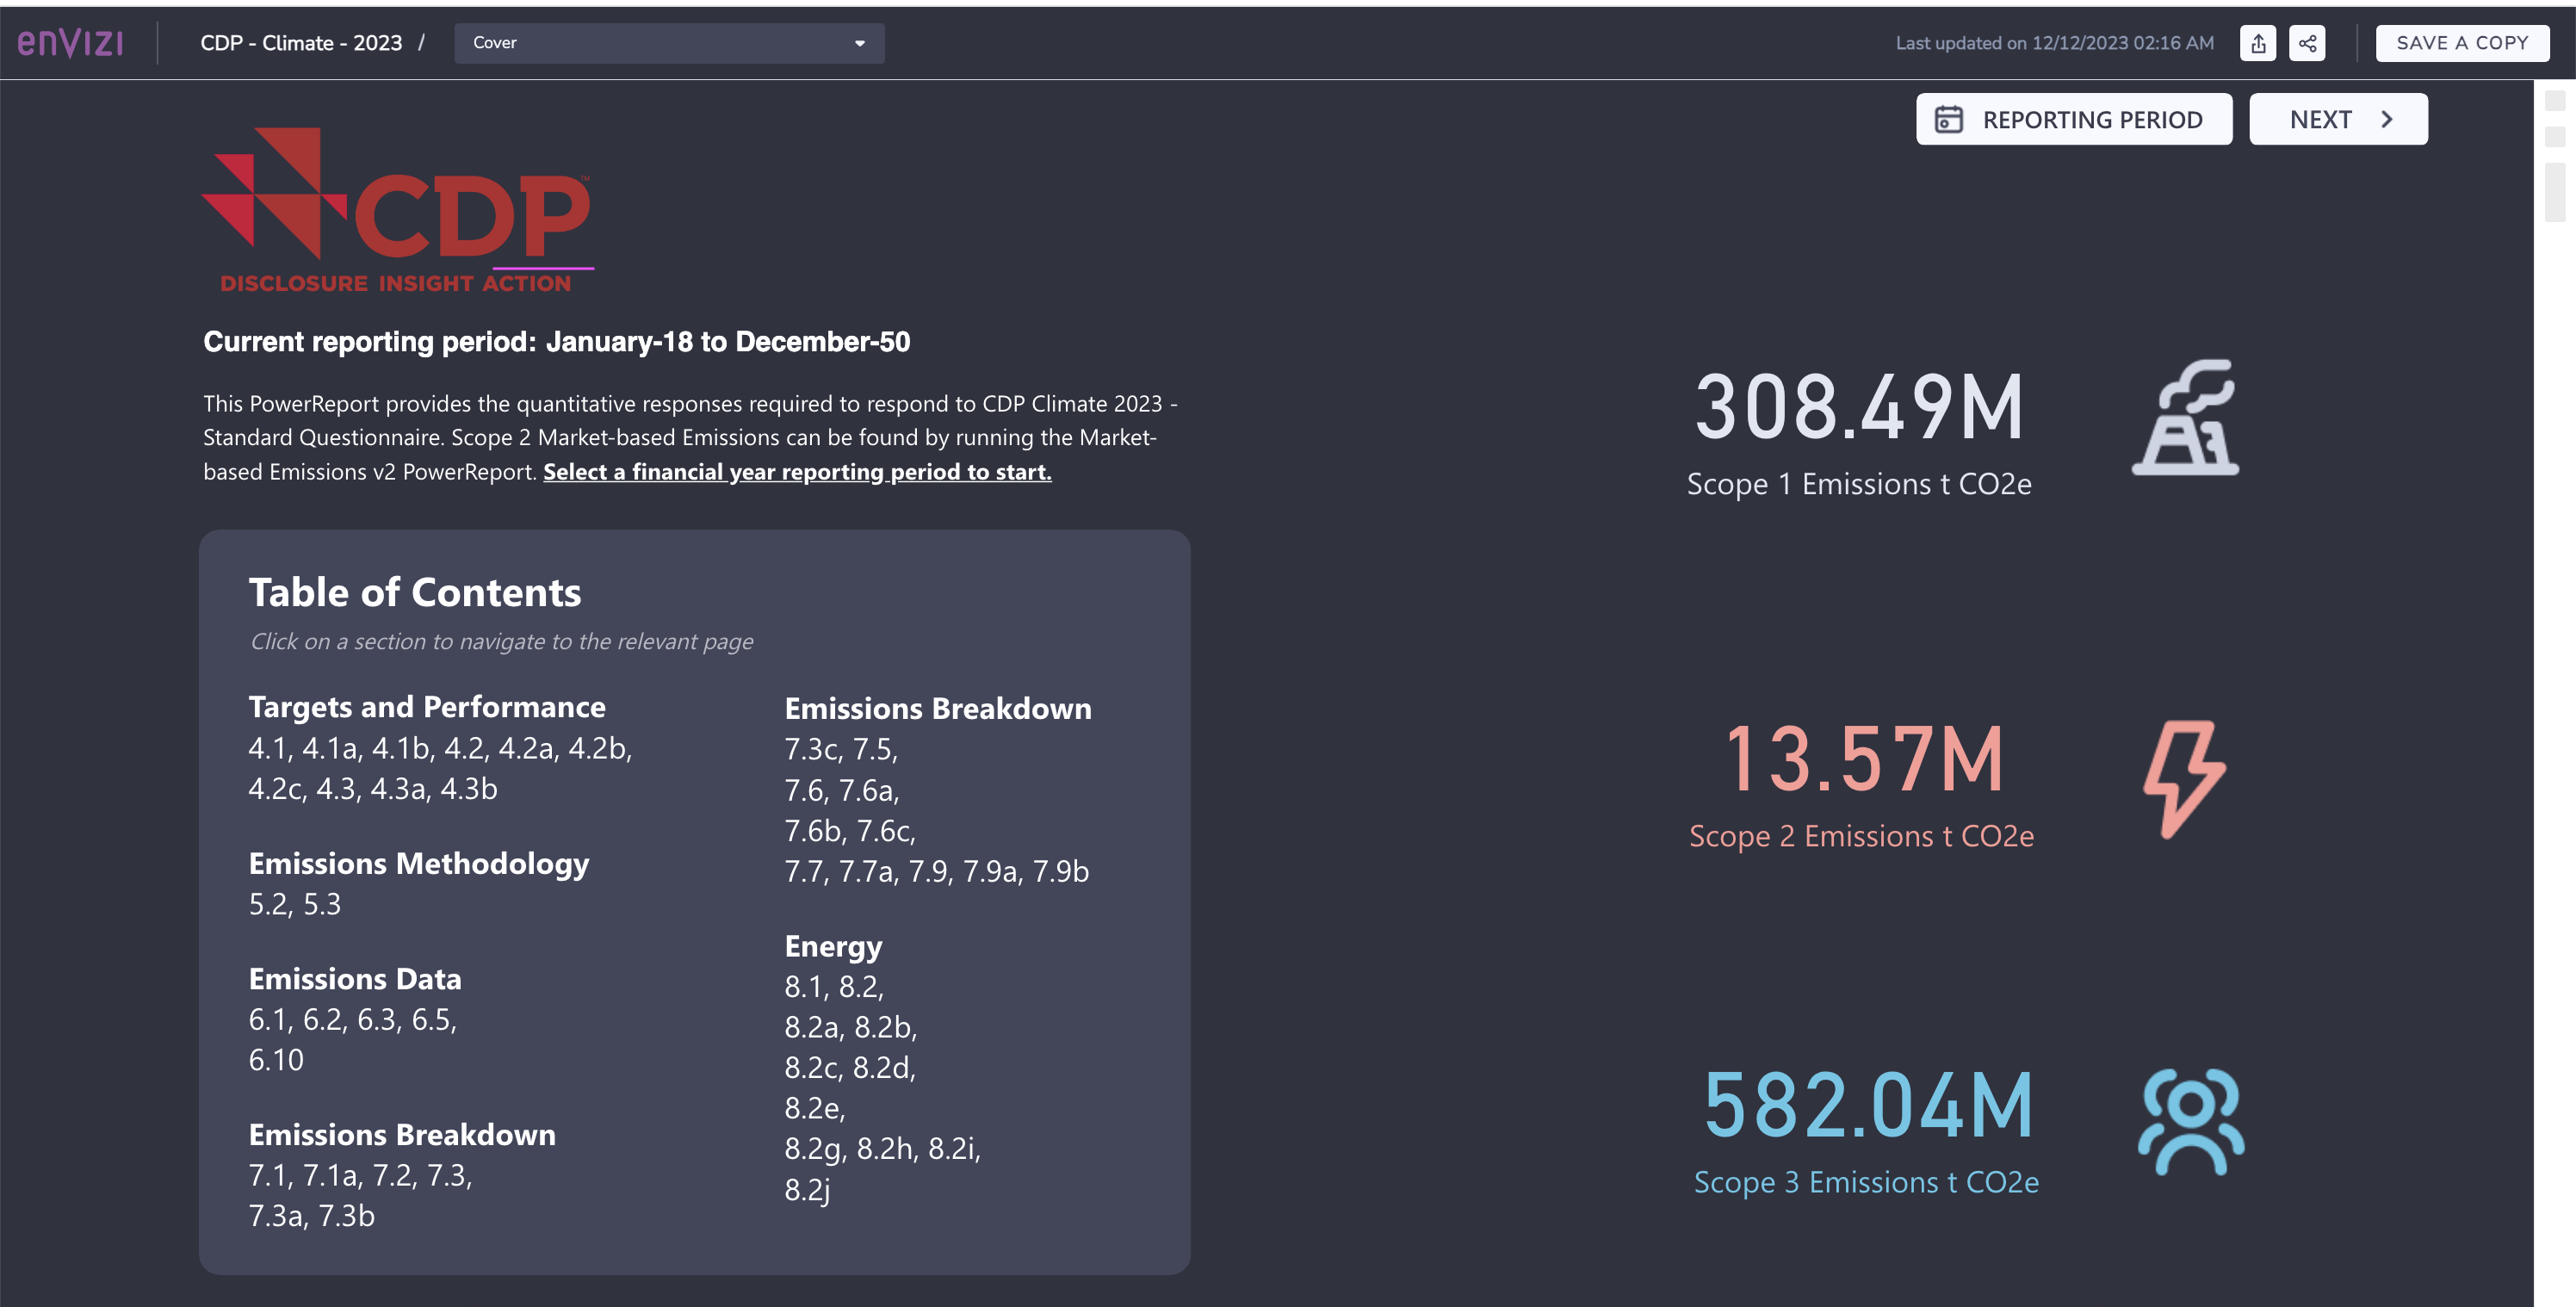 enVizi
CDP - Climate - 2023 /
Cover
Last updated on 12/12/2023 02:16 AM
SAVE A COPY
REPORTING PERIOD
NEXT
CDP™
DISCLOSURE INSIGHT ACTION
Current reporting period: January-18 to December-50
This PowerReport provides the quantitative responses required to respond to CDP Climate 2023 -
Standard Questionnaire. Scope 2 Market-based Emissions can be found by running the Market-
based Emissions v2 PowerReport. Select a financial year reporting period to start.
Table of Contents
Click on a section to navigate to the relevant page
Targets and Performance
4.1, 4.1a, 4.1b, 4.2, 4.2a, 4.2b,
4.2c, 4.3, 4.3a, 4.3b
Emissions Methodology
5.2, 5.3
Emissions Data
6.1, 6.2, 6.3, 6.5,
6.10
Emissions Breakdown
7.1, 7.1a, 7.2, 7.3,
7.3a, 7.3b
Emissions Breakdown
7.3c, 7.5,
7.6, 7.6a,
7.6b, 7.6c,
7.7, 7.7a, 7.9, 7.9a, 7.9b
Energy
8.1, 8.2,
8.2a, 8.2b,
8.2c, 8.2d,
8.2e,
8.2g, 8.2h, 8.2i,
8.2j
308.49M
Scope 1 Emissions t CO2e
13.57M
Scope 2 Emissions t CO2e
582.04M
Scope 3 Emissions t CO2e